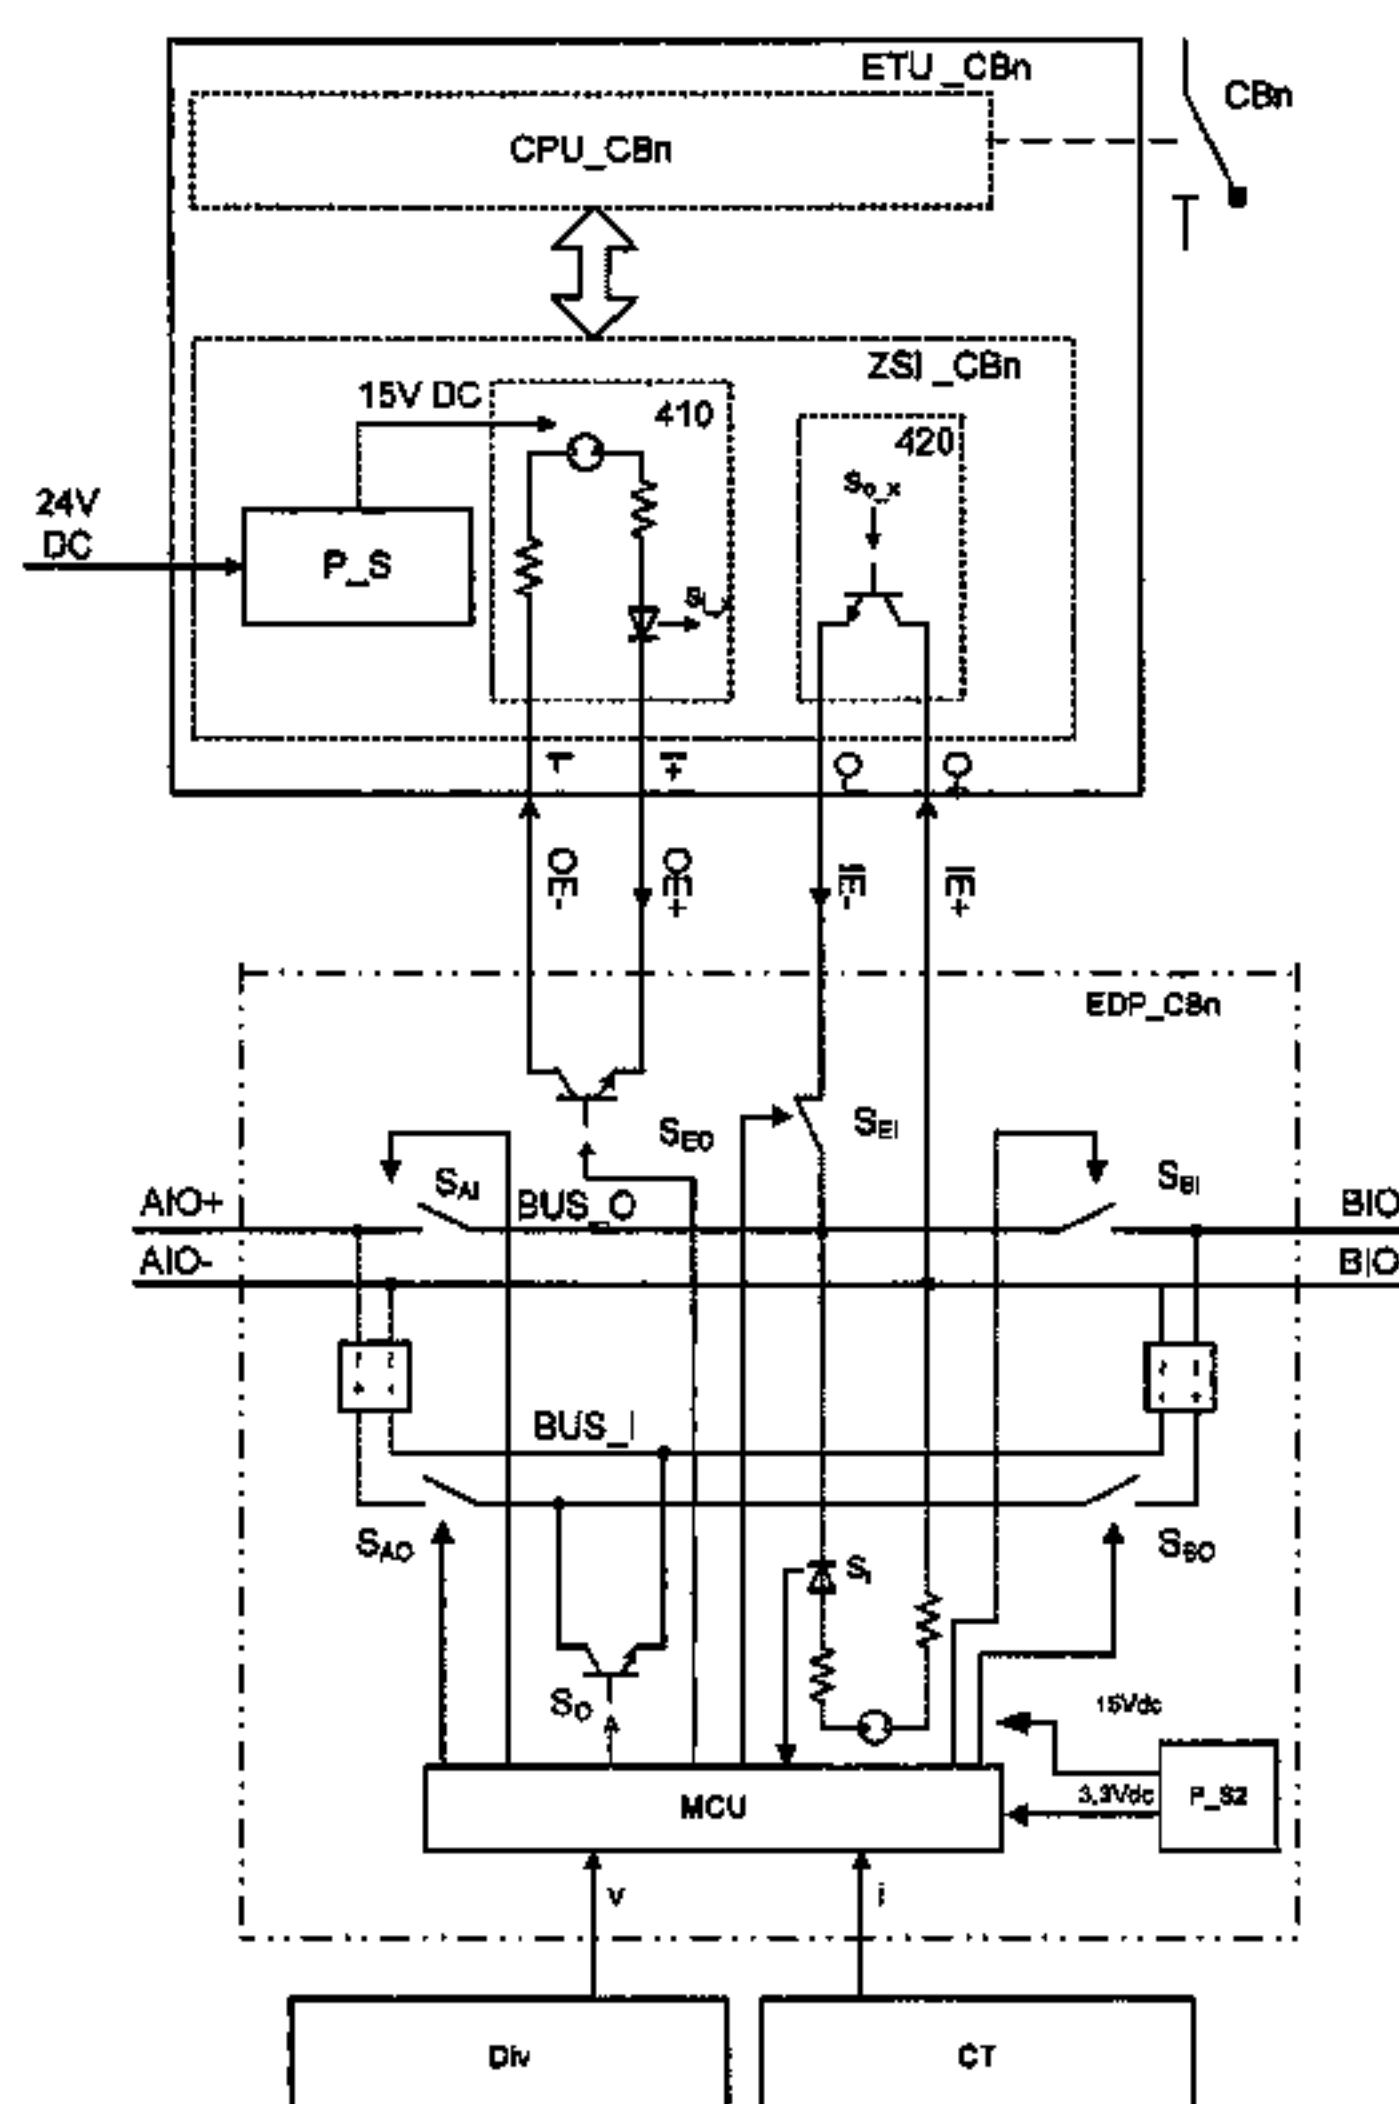 ETU_CBn
CBn
CPU_CBn
ZSI_CBn
15V DC
410
420
So_x
24V
DC
P_S
I-
I+
O-
O+
OE-
OE+
IE-
IE+
EDP_CBn
SEO
SEI
SAI
SBI
AIO+
BUS_O
BIO
AIO-
BIO
BUS_I
SAO
SI
SBO
SO
15Vdc
MCU
3,3Vdc
P_S2
v
i
Div
CT